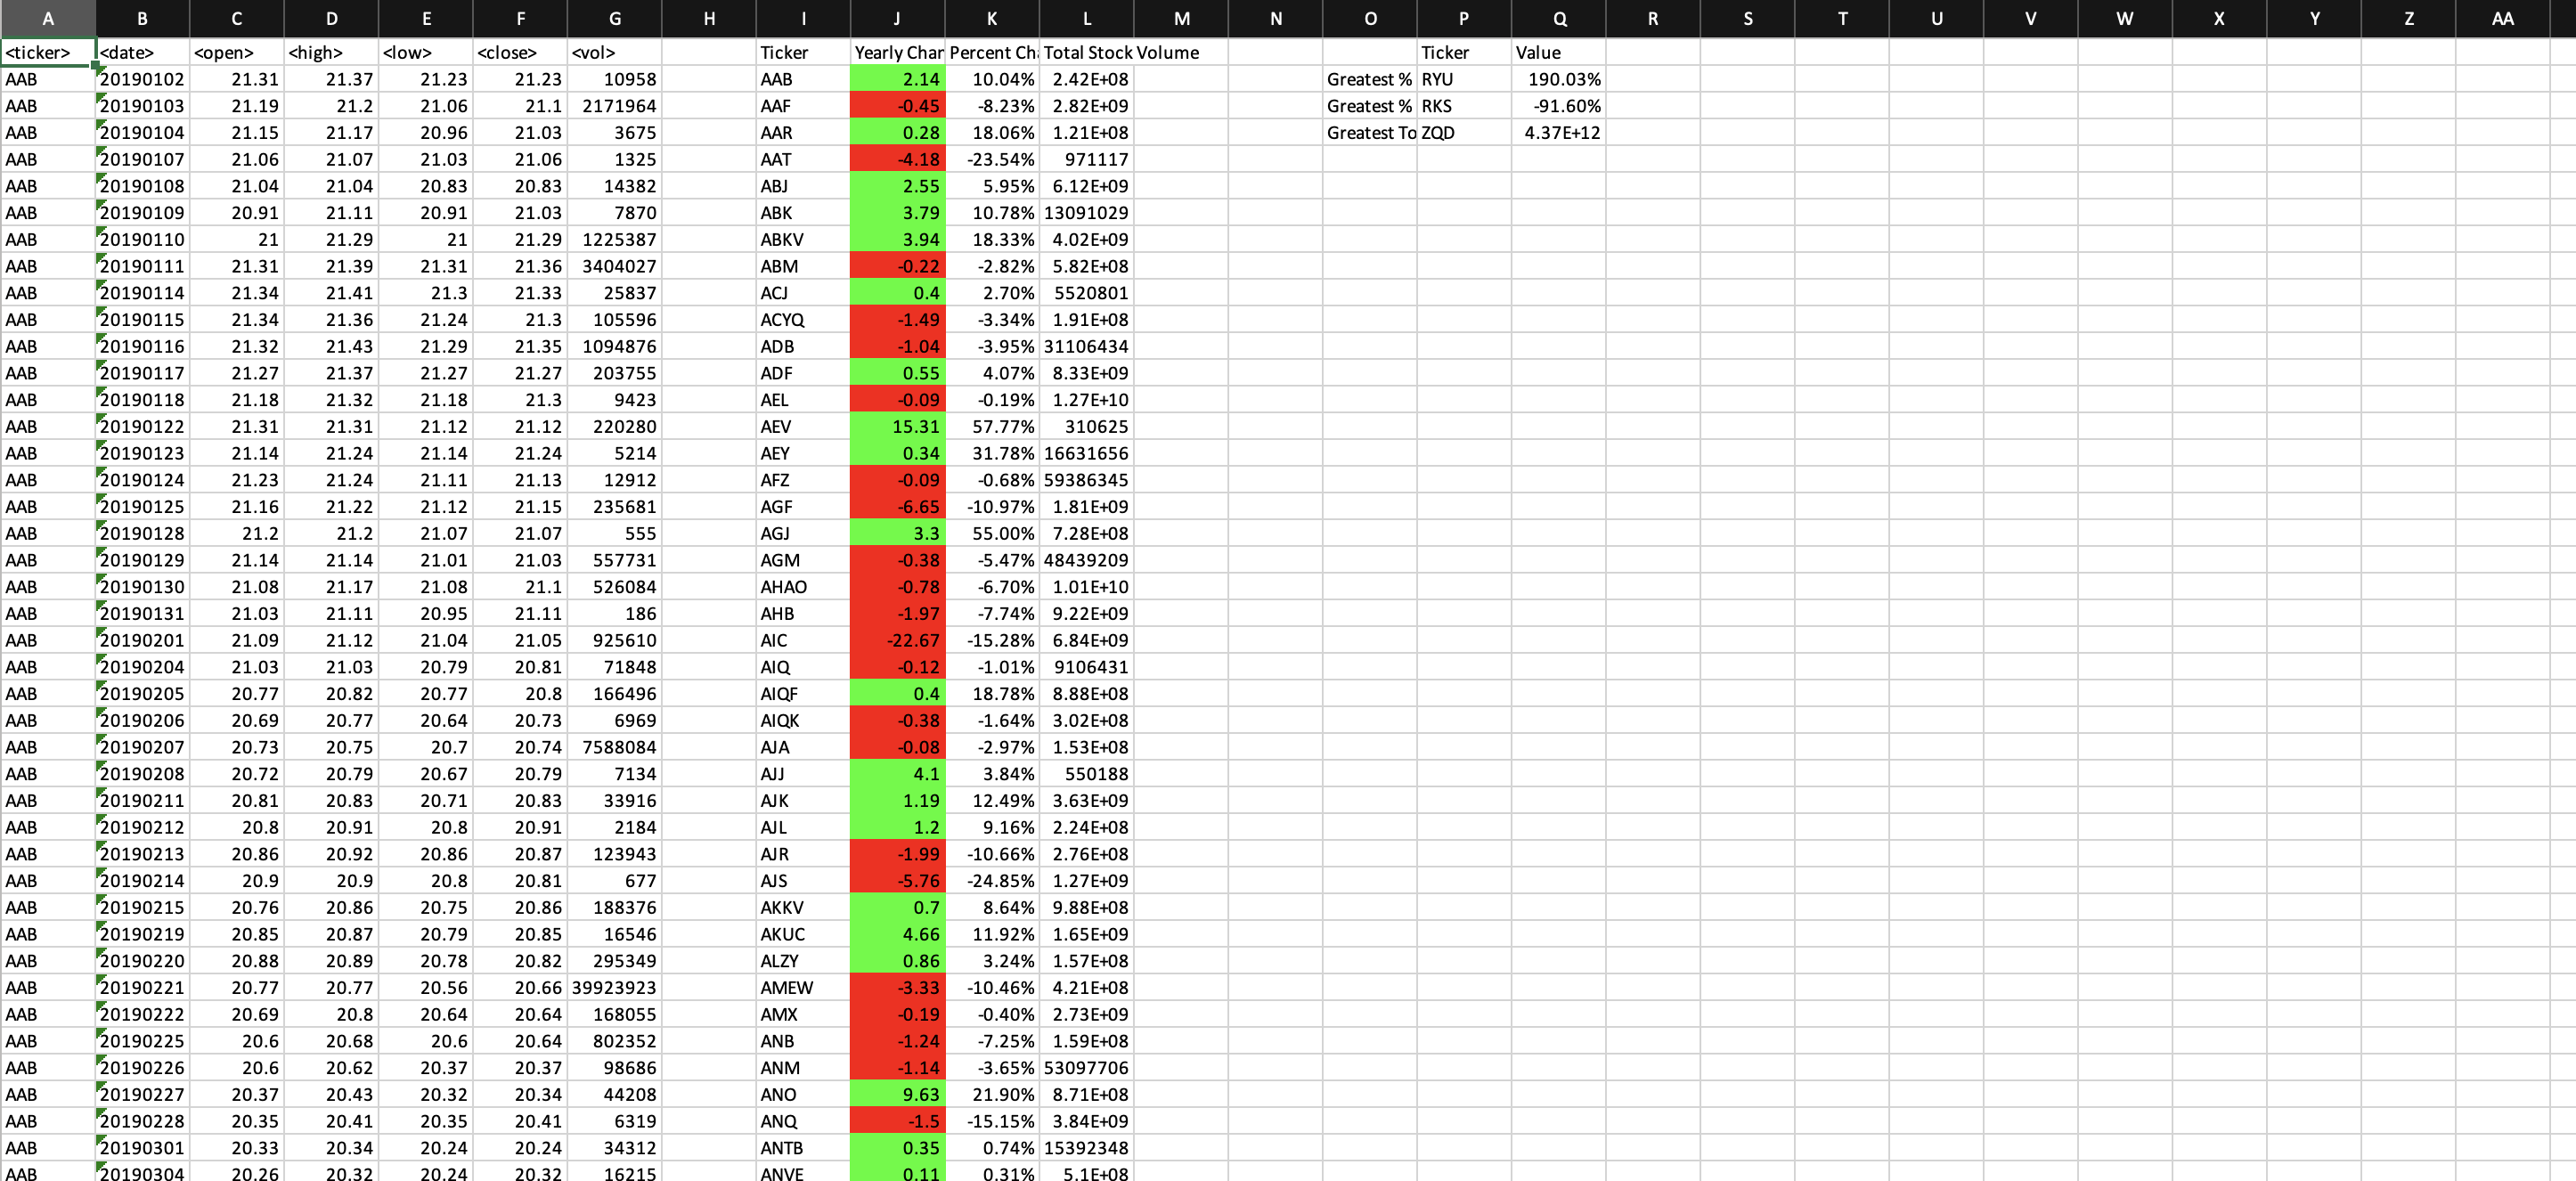 A B C D E F G H I J K L M N O P Q R S T U V W X Y Z AA
<ticker> <date> <open> <high> <low> <close> <vol> Ticker Yearly Char Percent Cha Total Stock Volume Ticker Value
AAB 20190102 21.31 21.37 21.23 21.23 10958 AAB 2.14 10.04% 2.42E+08 Greatest % RYU 190.03%
AAB 20190103 21.19 21.2 21.06 21.1 2171964 AAF -0.45 -8.23% 2.82E+09 Greatest % RKS -91.60%
AAB 20190104 21.15 21.17 20.96 21.03 3675 AAR 0.28 18.06% 1.21E+08 Greatest To ZQD 4.37E+12
AAB 20190107 21.06 21.07 21.03 21.06 1325 AAT -4.18 -23.54% 971117
AAB 20190108 21.04 21.04 20.83 20.83 14382 ABJ 2.55 5.95% 6.12E+09
AAB 20190109 20.91 21.11 20.91 21.03 7870 ABK 3.79 10.78% 13091029
AAB 20190110 21 21.29 21 21.29 1225387 ABKV 3.94 18.33% 4.02E+09
AAB 20190111 21.31 21.39 21.31 21.36 3404027 ABM -0.22 -2.82% 5.82E+08
AAB 20190114 21.34 21.41 21.3 21.33 25837 ACJ 0.4 2.70% 5520801
AAB 20190115 21.34 21.36 21.24 21.3 105596 ACYQ -1.49 -3.34% 1.91E+08
AAB 20190116 21.32 21.43 21.29 21.35 1094876 ADB -1.04 -3.95% 31106434
AAB 20190117 21.27 21.37 21.27 21.27 203755 ADF 0.55 4.07% 8.33E+09
AAB 20190118 21.18 21.32 21.18 21.3 9423 AEL -0.09 -0.19% 1.27E+10
AAB 20190122 21.31 21.31 21.12 21.12 220280 AEV 15.31 57.77% 310625
AAB 20190123 21.14 21.24 21.14 21.24 5214 AEY 0.34 31.78% 16631656
AAB 20190124 21.23 21.24 21.11 21.13 12912 AFZ -0.09 -0.68% 59386345
AAB 20190125 21.16 21.22 21.12 21.15 235681 AGF -6.65 -10.97% 1.81E+09
AAB 20190128 21.2 21.2 21.07 21.07 555 AGJ 3.3 55.00% 7.28E+08
AAB 20190129 21.14 21.14 21.01 21.03 557731 AGM -0.38 -5.47% 48439209
AAB 20190130 21.08 21.17 21.08 21.1 526084 AHAO -0.78 -6.70% 1.01E+10
AAB 20190131 21.03 21.11 20.95 21.11 186 AHB -1.97 -7.74% 9.22E+09
AAB 20190201 21.09 21.12 21.04 21.05 925610 AIC -22.67 -15.28% 6.84E+09
AAB 20190204 21.03 21.03 20.79 20.81 71848 AIQ -0.12 -1.01% 9106431
AAB 20190205 20.77 20.82 20.77 20.8 166496 AIQF 0.4 18.78% 8.88E+08
AAB 20190206 20.69 20.77 20.64 20.73 6969 AIQK -0.38 -1.64% 3.02E+08
AAB 20190207 20.73 20.75 20.7 20.74 7588084 AJA -0.08 -2.97% 1.53E+08
AAB 20190208 20.72 20.79 20.67 20.79 7134 AJJ 4.1 3.84% 550188
AAB 20190211 20.81 20.83 20.71 20.83 33916 AJK 1.19 12.49% 3.63E+09
AAB 20190212 20.8 20.91 20.8 20.91 2184 AJL 1.2 9.16% 2.24E+08
AAB 20190213 20.86 20.92 20.86 20.87 123943 AJR -1.99 -10.66% 2.76E+08
AAB 20190214 20.9 20.9 20.8 20.81 677 AJS -5.76 -24.85% 1.27E+09
AAB 20190215 20.76 20.86 20.75 20.86 188376 AKKV 0.7 8.64% 9.88E+08
AAB 20190219 20.85 20.87 20.79 20.85 16546 AKUC 4.66 11.92% 1.65E+09
AAB 20190220 20.88 20.89 20.78 20.82 295349 ALZY 0.86 3.24% 1.57E+08
AAB 20190221 20.77 20.77 20.56 20.66 39923923 AMEW -3.33 -10.46% 4.21E+08
AAB 20190222 20.69 20.8 20.64 20.64 168055 AMX -0.19 -0.40% 2.73E+09
AAB 20190225 20.6 20.68 20.6 20.64 802352 ANB -1.24 -7.25% 1.59E+08
AAB 20190226 20.6 20.62 20.37 20.37 98686 ANM -1.14 -3.65% 53097706
AAB 20190227 20.37 20.43 20.32 20.34 44208 ANO 9.63 21.90% 8.71E+08
AAB 20190228 20.35 20.41 20.35 20.41 6319 ANQ -1.5 -15.15% 3.84E+09
AAB 20190301 20.33 20.34 20.24 20.24 34312 ANTB 0.35 0.74% 15392348
AAB 20190304 20.26 20.32 20.24 20.32 16215 ANVE 0.11 0.31% 5.1E+08